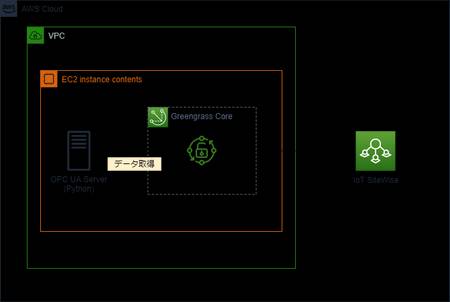 aws AWS Cloud
VPC
EC2 instance contents
Greengrass Core
データ取得
OPC UA Server
(Python)
IoT SiteWise